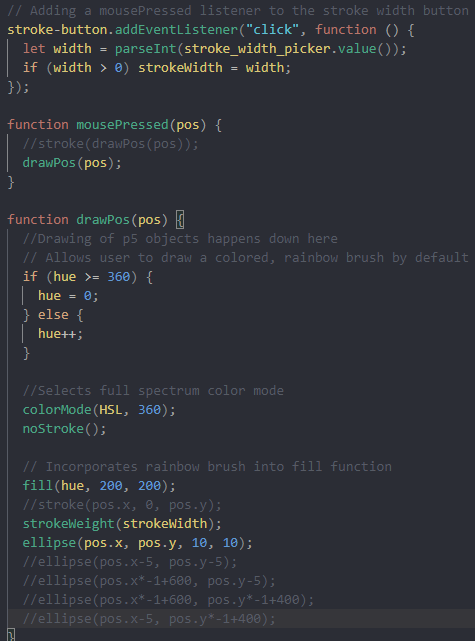 // Adding a mousePressed listener to the stroke width button
stroke-button.addEventListener("click", function () {
let width = parseInt(stroke_width_picker.value());
if (width > 0) strokeWidth = width;
});
function mousePressed(pos) {
//stroke(drawPos(pos));
drawPos(pos);
}
function drawPos(pos) {
//Drawing of p5 objects happens down here
// Allows user to draw a colored, rainbow brush by default
if (hue >= 360) {
hue = 0;
} else {
hue++;
}
//Selects full spectrum color mode
colorMode(HSL, 360);
noStroke();
// Incorporates rainbow brush into fill function
fill(hue, 200, 200);
//stroke(pos.x, 0, pos.y);
strokeWeight(strokeWidth);
ellipse(pos.x, pos.y, 10, 10);
//ellipse(pos.x-5, pos.y-5);
//ellipse(pos.x*-1+600, pos.y-5);
//ellipse(pos.x*-1+600, pos.y*-1+400);
//ellipse(pos.x-5, pos.y*-1+400);
}